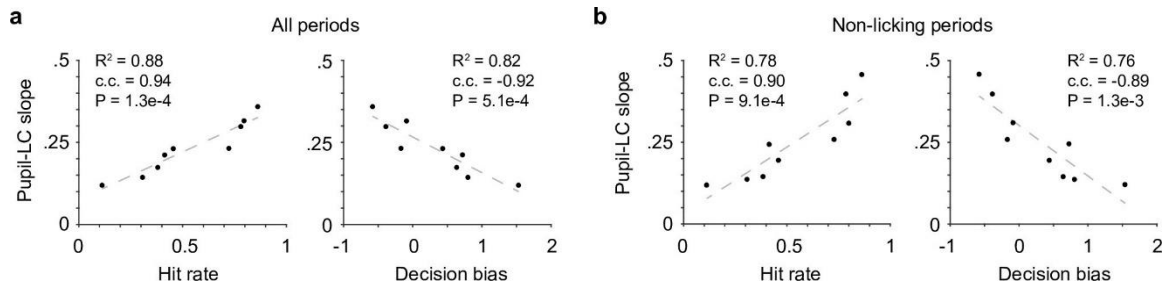 a
All periods
Pupil-LC slope
.5
0.25
0
R² = 0.88
c.c. = 0.94
P = 1.3e-4
0
0.5
1
Hit rate
.5
0.25
0
R² = 0.82
c.c. = -0.92
P = 5.1e-4
-1
0
1
2
Decision bias
b
Non-licking periods
Pupil-LC slope
.5
0.25
0
R² = 0.78
c.c. = 0.90
P = 9.1e-4
0
0.5
1
Hit rate
.5
0.25
0
R² = 0.76
c.c. = -0.89
P = 1.3e-3
-1
0
1
2
Decision bias